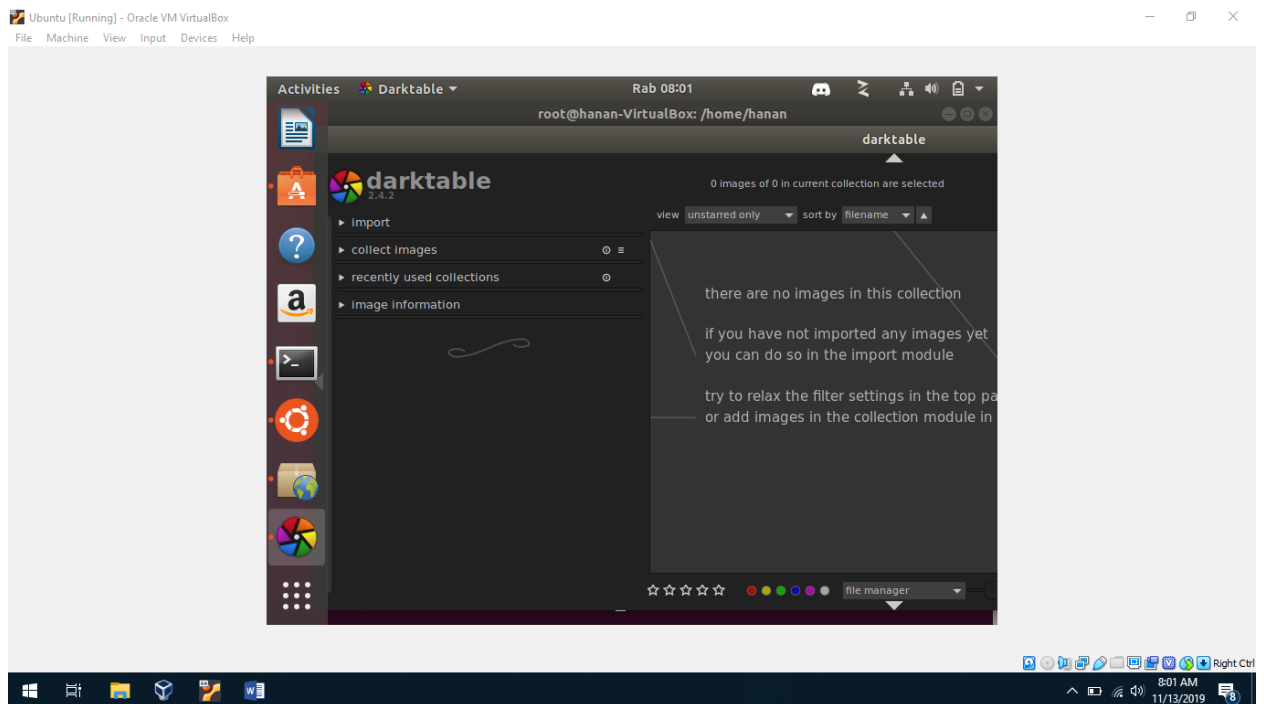 Ubuntu [Running] - Oracle VM VirtualBox
File Machine View Input Devices Help
Activities Darktable Rab 08:01
root@hanan-VirtualBox: /home/hanan
darktable
darktable
2.4.2
0 images of 0 in current collection are selected
view unstarred only sort by filename
import
collect images
recently used collections
image information
there are no images in this collection
if you have not imported any images yet
you can do so in the import module
try to relax the filter settings in the top pa
or add images in the collection module in
file manager
Right Ctrl
8:01 AM
11/13/2019
8